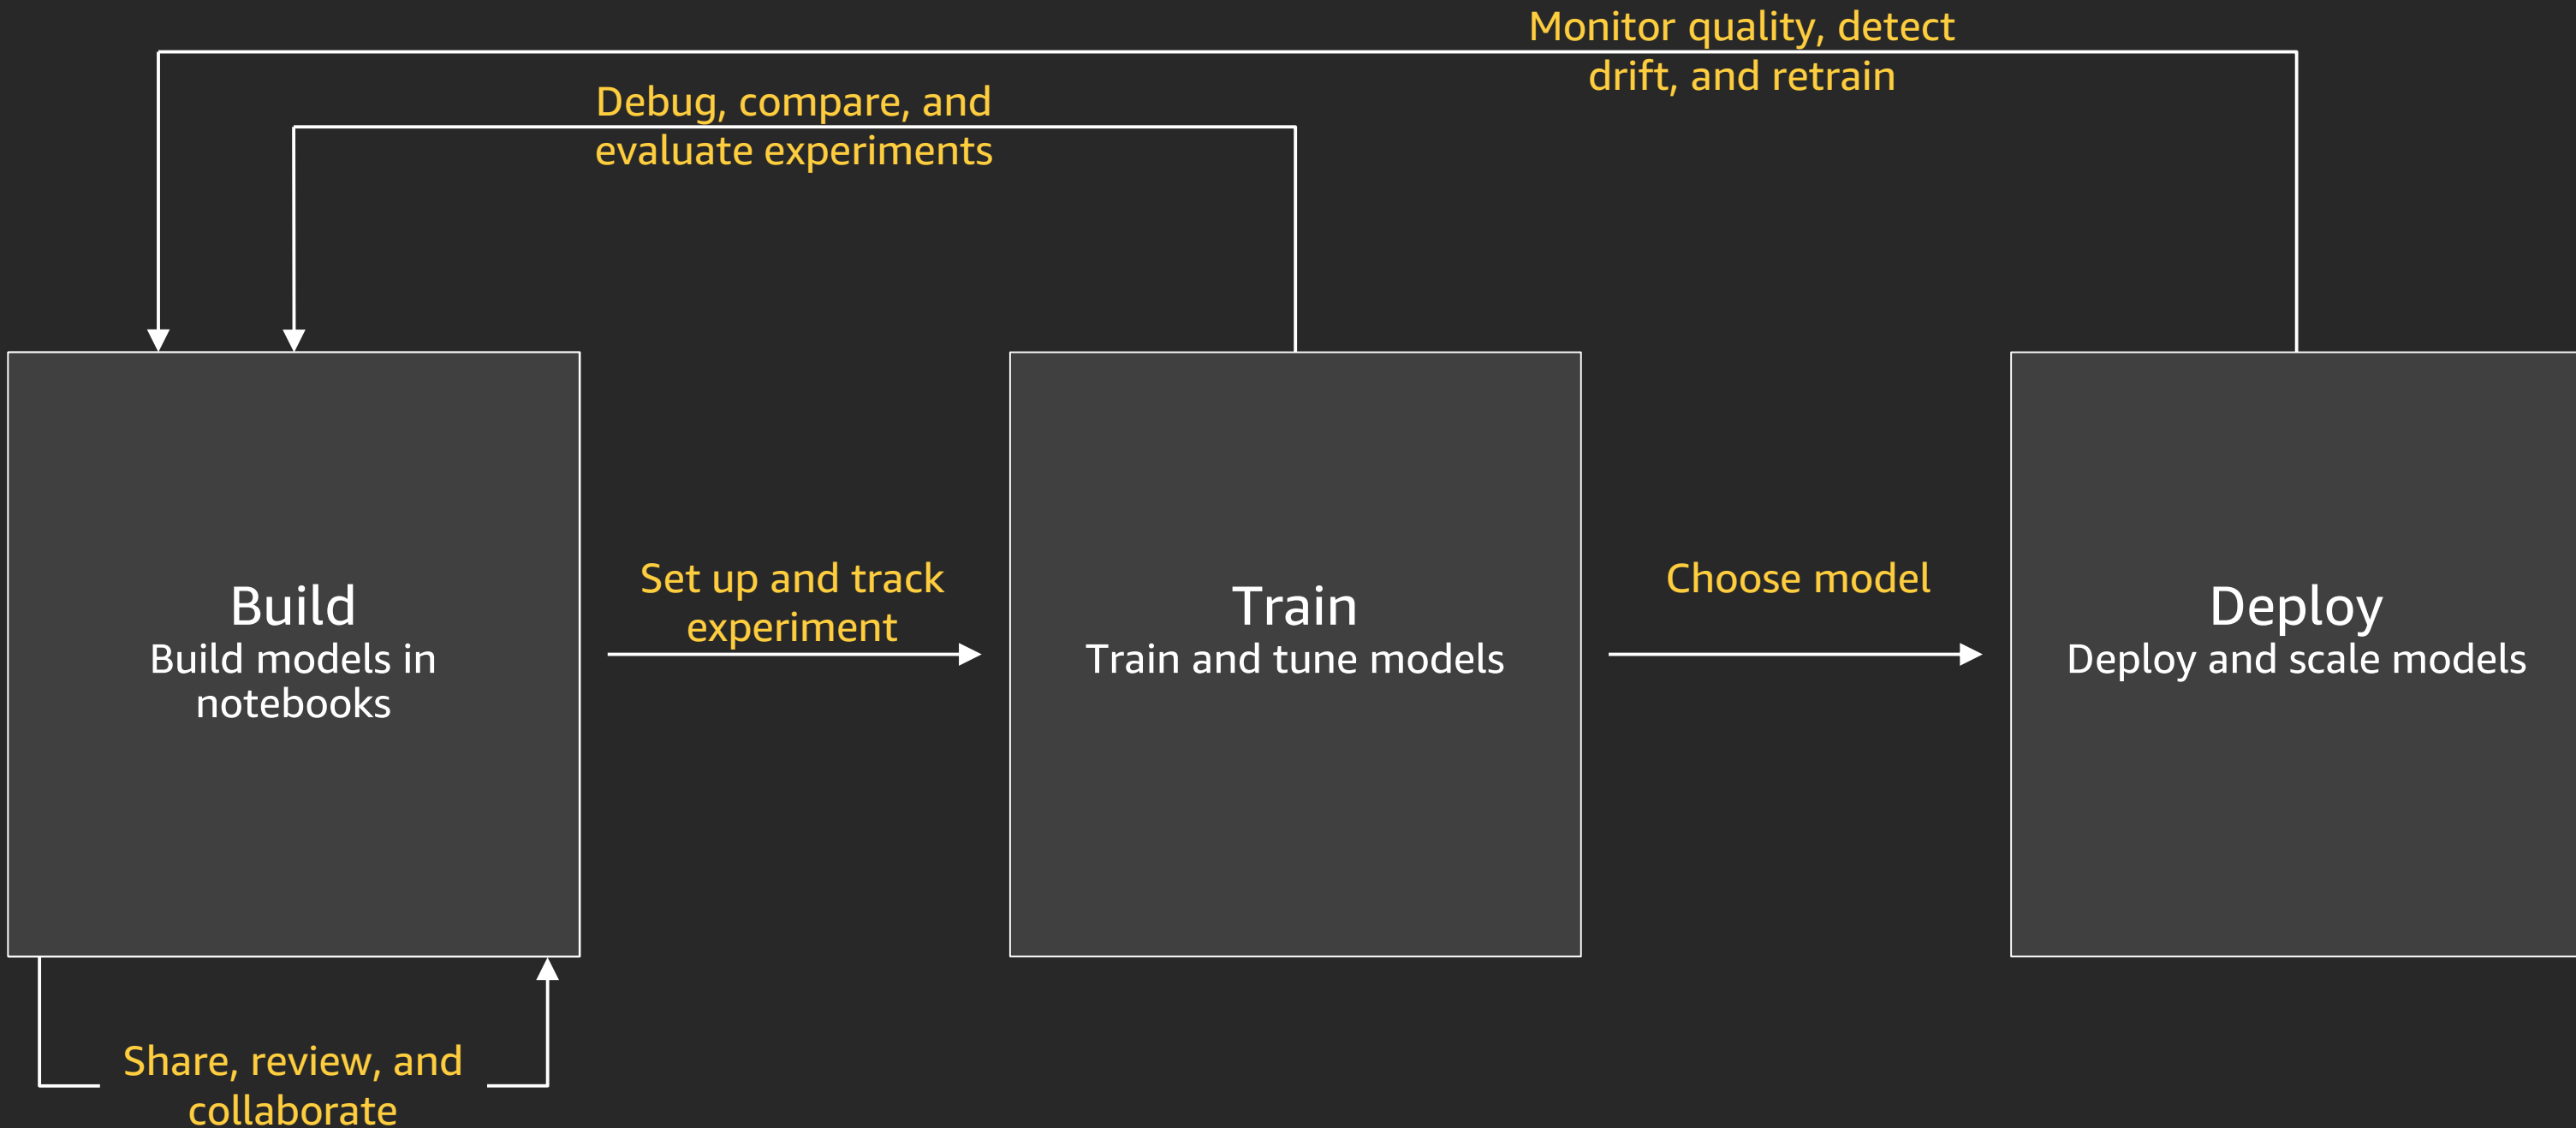 Monitor quality, detect
drift, and retrain
Debug, compare, and
evaluate experiments
Build
Build models in
notebooks
Set up and track
experiment
Train
Train and tune models
Choose model
Deploy
Deploy and scale models
Share, review, and
collaborate